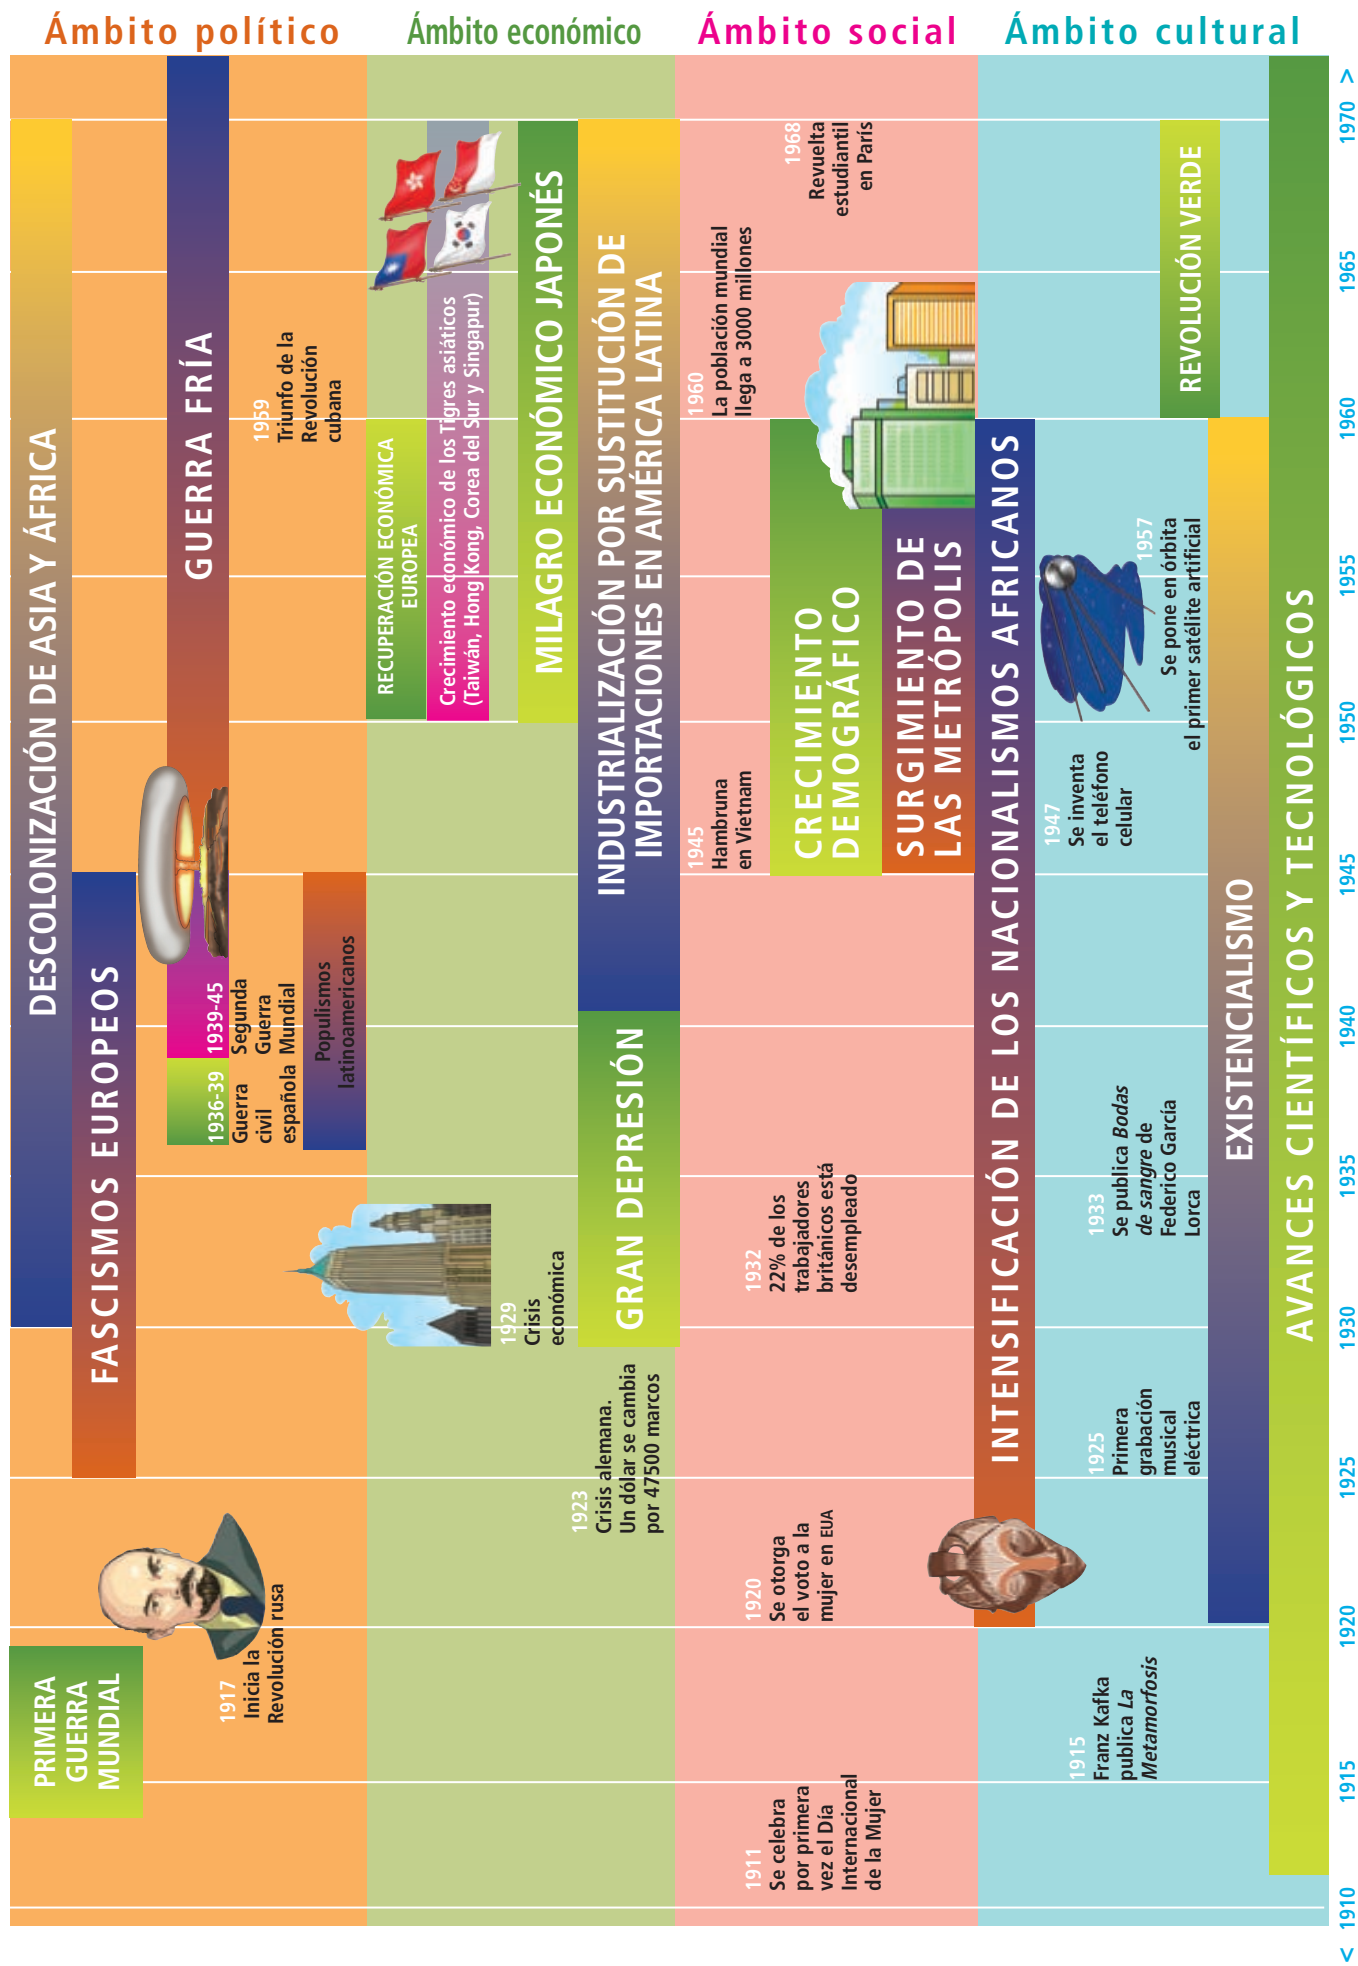 Ámbito político
Ámbito económico
Ámbito social
Ámbito cultural
DESCOLONIZACIÓN DE ASIA Y ÁFRICA
PRIMERA
GUERRA
MUNDIAL
FASCISMOS EUROPEOS
GUERRA FRÍA
1917
Inicia la
Revolución rusa
1936-39
Guerra
civil
española
1939-45
Segunda
Guerra
Mundial
1959
Triunfo de la
Revolución
cubana
Populismos
latinoamericanos
RECUPERACIÓN ECONÓMICA
EUROPEA
Crecimiento económico de los Tigres asiáticos
(Taiwán, Hong Kong, Corea del Sur y Singapur)
1929
Crisis
económica
MILAGRO ECONÓMICO JAPONÉS
1923
Crisis alemana.
Un dólar se cambia
por 47500 marcos
GRAN DEPRESIÓN
INDUSTRIALIZACIÓN POR SUSTITUCIÓN DE
IMPORTACIONES EN AMÉRICA LATINA
1945
Hambruna
en Vietnam
1960
La población mundial
llega a 3000 millones
1911
Se celebra
por primera
vez el Día
Internacional
de la Mujer
1920
Se otorga
el voto a la
mujer en EUA
1932
22% de los
trabajadores
británicos está
desempleado
1968
Revuelta
estudiantil
en París
CRECIMIENTO
DEMOGRÁFICO
SURGIMIENTO DE
LAS METRÓPOLIS
INTENSIFICACIÓN DE LOS NACIONALISMOS AFRICANOS
1915
Franz Kafka
publica La
Metamorfosis
1925
Primera
grabación
musical
eléctrica
1933
Se publica Bodas
de sangre de
Federico García
Lorca
1947
Se inventa
el teléfono
celular
1957
Se pone en órbita
el primer satélite artificial
REVOLUCIÓN VERDE
EXISTENCIALISMO
AVANCES CIENTÍFICOS Y TECNOLÓGICOS
< 1910 1915 1920 1925 1930 1935 1940 1945 1950 1955 1960 1965 1970 >